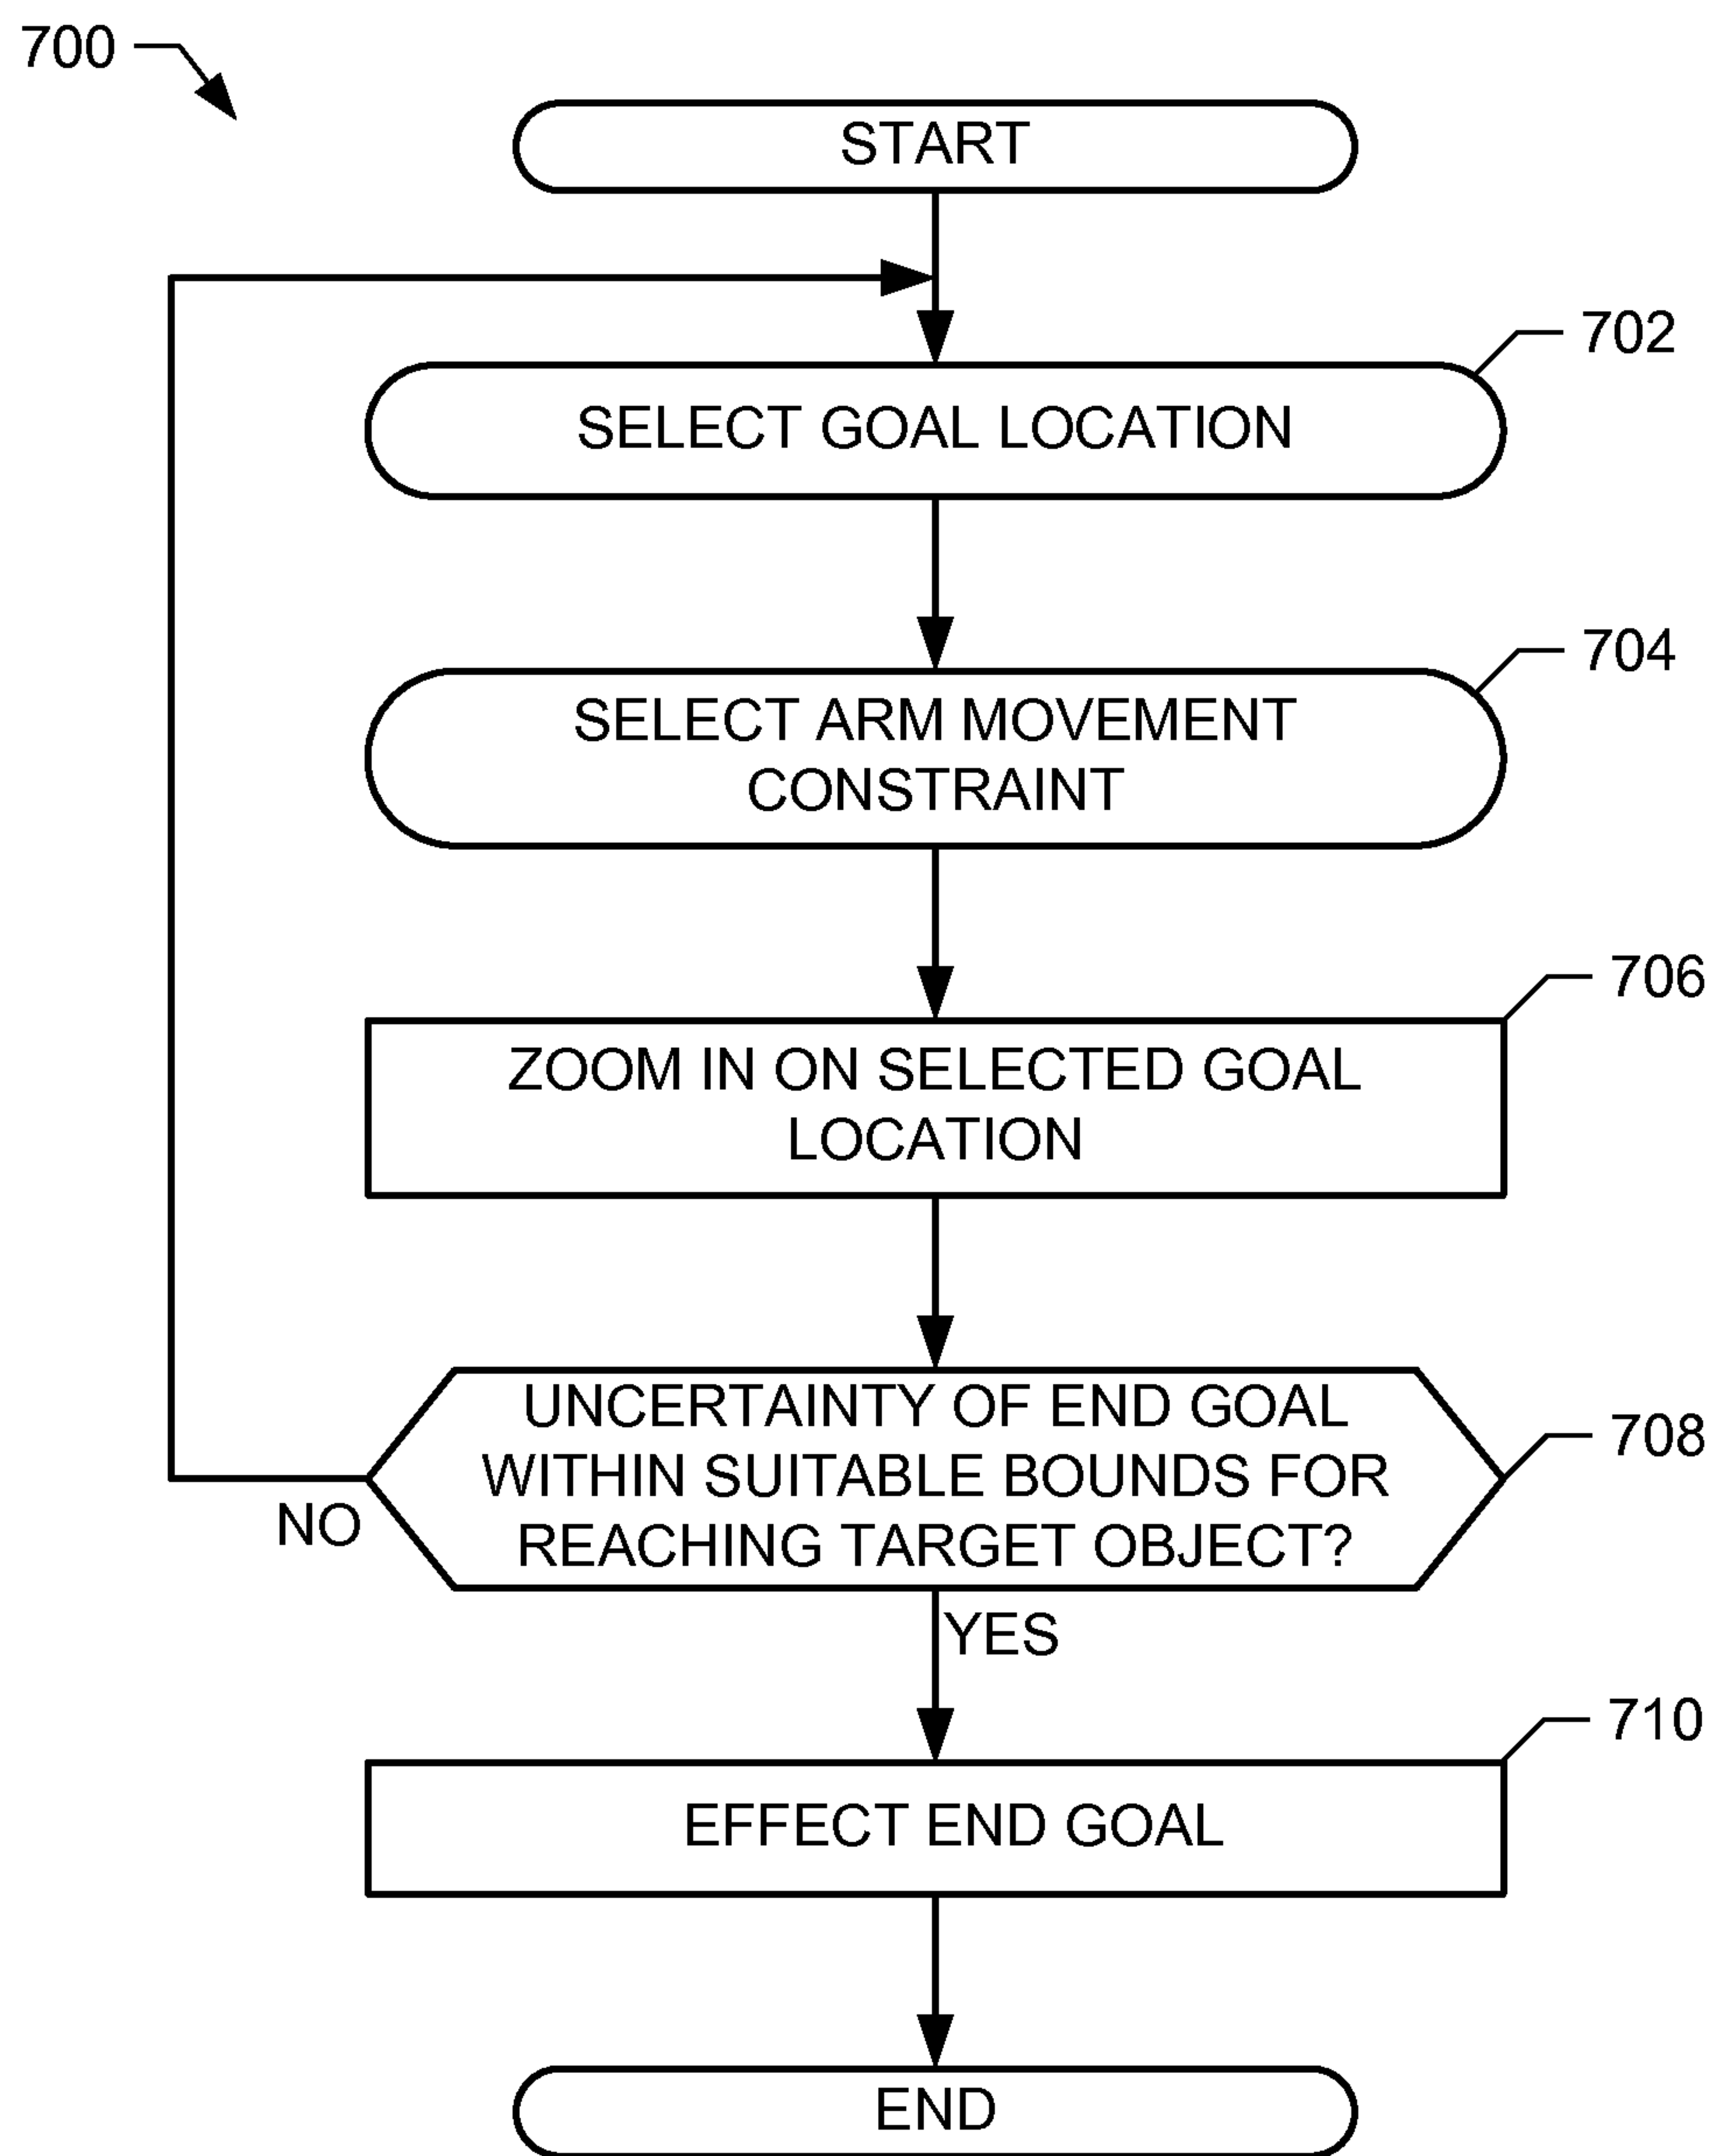 700
START
702
SELECT GOAL LOCATION
704
SELECT ARM MOVEMENT
CONSTRAINT
706
ZOOM IN ON SELECTED GOAL
LOCATION
708
UNCERTAINTY OF END GOAL
WITHIN SUITABLE BOUNDS FOR
REACHING TARGET OBJECT?
NO
YES
710
EFFECT END GOAL
END